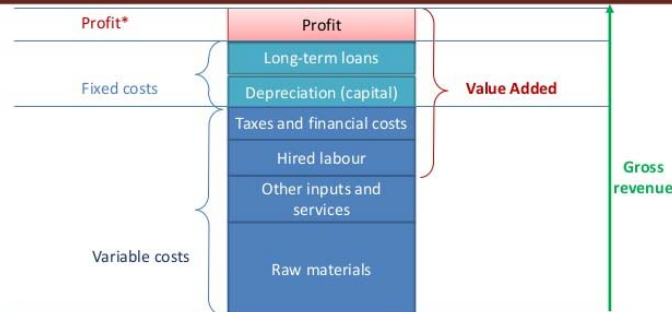 Profit*
Profit
Long-term loans
Fixed costs
Depreciation (capital)
Value Added
Taxes and financial costs
Hired labour
Gross
revenue
Other inputs and
services
Variable costs
Raw materials